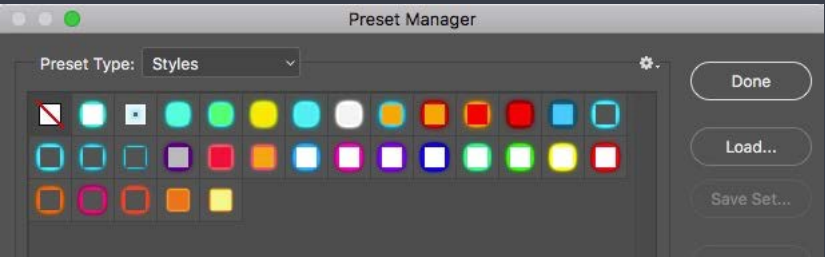 Preset Manager
Preset Type: Styles
Done
Load...
Save Set...